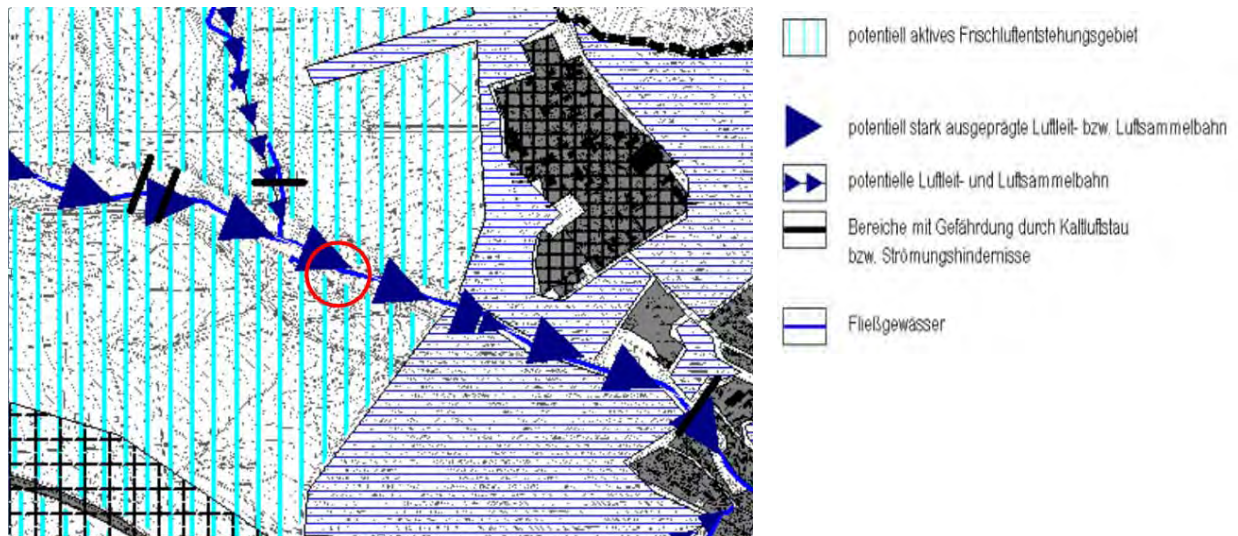 potentiell aktives Frischluftentstehungsgebiet
potentiell stark ausgeprägte Luftleit- bzw. Luftsammelbahn
potentielle Luftleit- und Luftsammelbahn
Bereiche mit Gefährdung durch Kaltluftstau
bzw. Strömungshindernisse
Fließgewässer